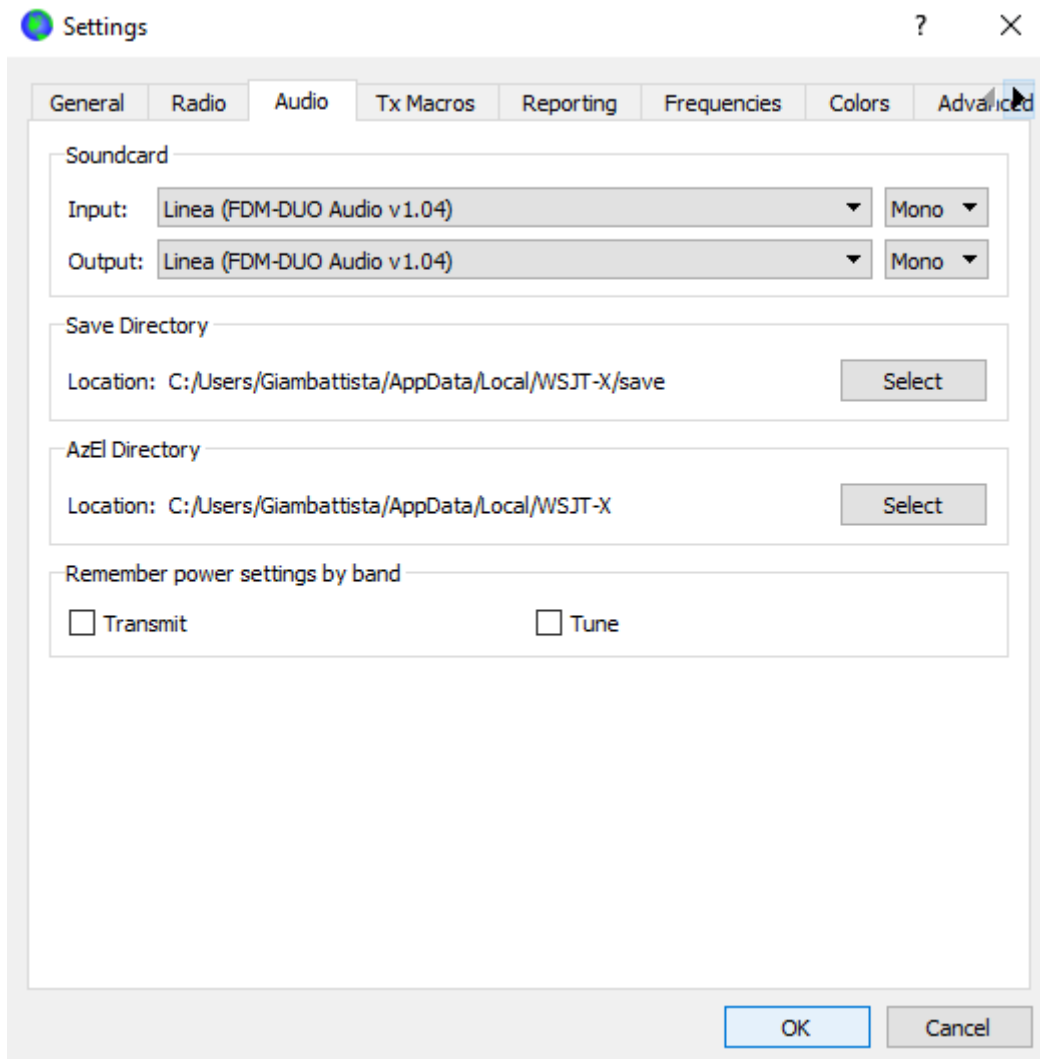 Settings
?
General Radio Audio Tx Macros Reporting Frequencies Colors Advanced
Soundcard
Input: Linea (FDM-DUO Audio v1.04) Mono
Output: Linea (FDM-DUO Audio v1.04) Mono
Save Directory
Location: C:/Users/Giambattista/AppData/Local/WSJT-X/save Select
AzEl Directory
Location: C:/Users/Giambattista/AppData/Local/WSJT-X Select
Remember power settings by band
Transmit Tune
OK Cancel